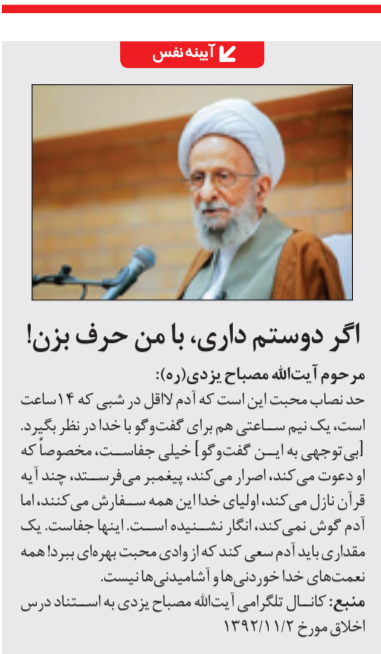 آیینه نفس
اگر دوستم داری، با من حرف بزن!
مرحوم آیت‌الله مصباح یزدی(ره):
حد نصاب محبت این است که آدم لااقل در شبی که ۱۴ساعت
است، یک نیم ساعتی هم برای گفت‌وگو با خدا در نظر بگیرد.
[بی‌توجهی به این گفت‌وگو] خیلی جفاست، مخصوصاً که
او دعوت می‌کند، اصرار می‌کند، پیغمبر می‌فرستد، چند آیه
قرآن نازل می‌کند، اولیای خدا این همه سفارش می‌کنند، اما
آدم گوش نمی‌کند، انگار نشنیده است. اینها جفاست. یک
مقداری باید آدم سعی کند که از وادی محبت بهره‌ای ببرد! همه
نعمت‌های خدا خوردنی‌ها و آشامیدنی‌ها نیست.
منبع: کانال تلگرامی آیت‌الله مصباح یزدی به استناد درس
اخلاق مورخ ۱۳۹۲/۱۱/۲